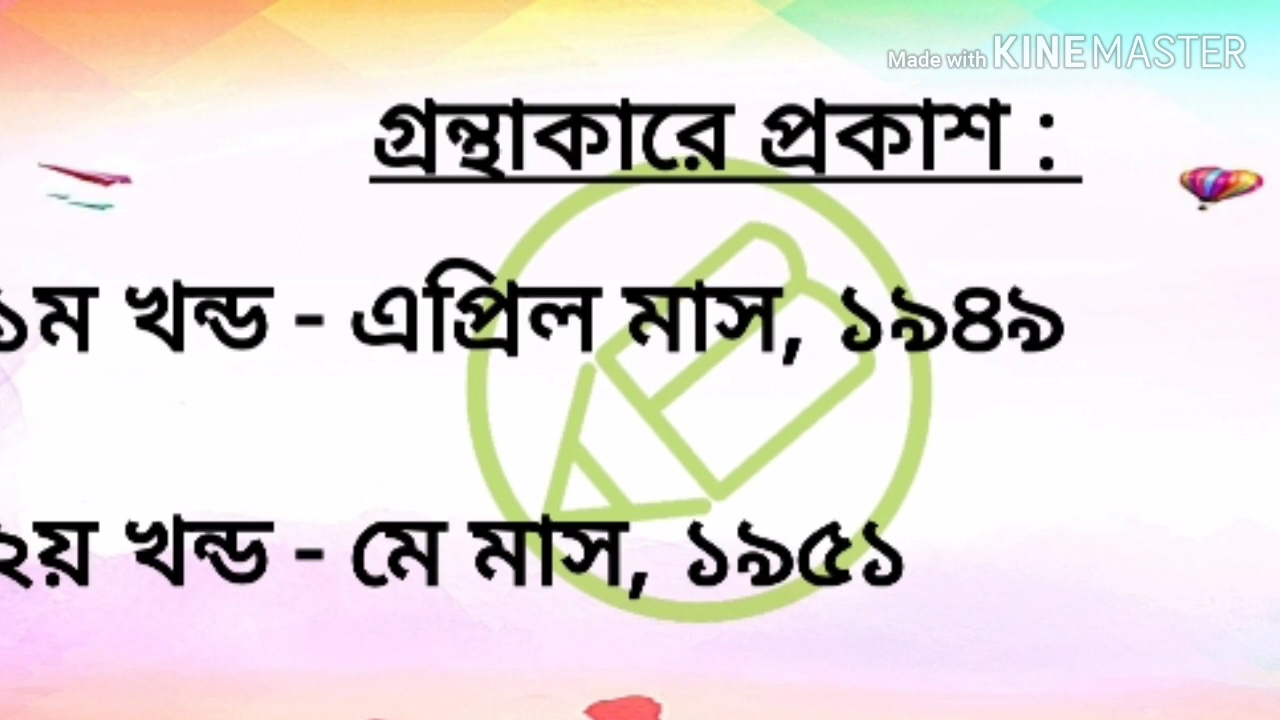 Made with KINEMASTER
গ্রন্থাকারে প্রকাশ :
১ম খন্ড - এপ্রিল মাস, ১৯৪৯
২য় খন্ড - মে মাস, ১৯৫১